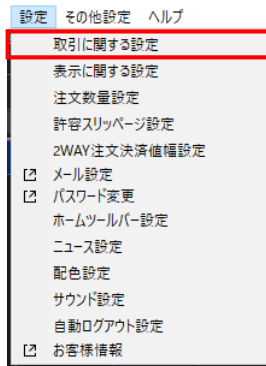 設定 その他設定 ヘルプ
取引に関する設定
表示に関する設定
注文数量設定
許容スリッページ設定
2WAY注文決済値幅設定
メール設定
パスワード変更
ホームツールバー設定
ニュース設定
配色設定
サウンド設定
自動ログアウト設定
お客様情報